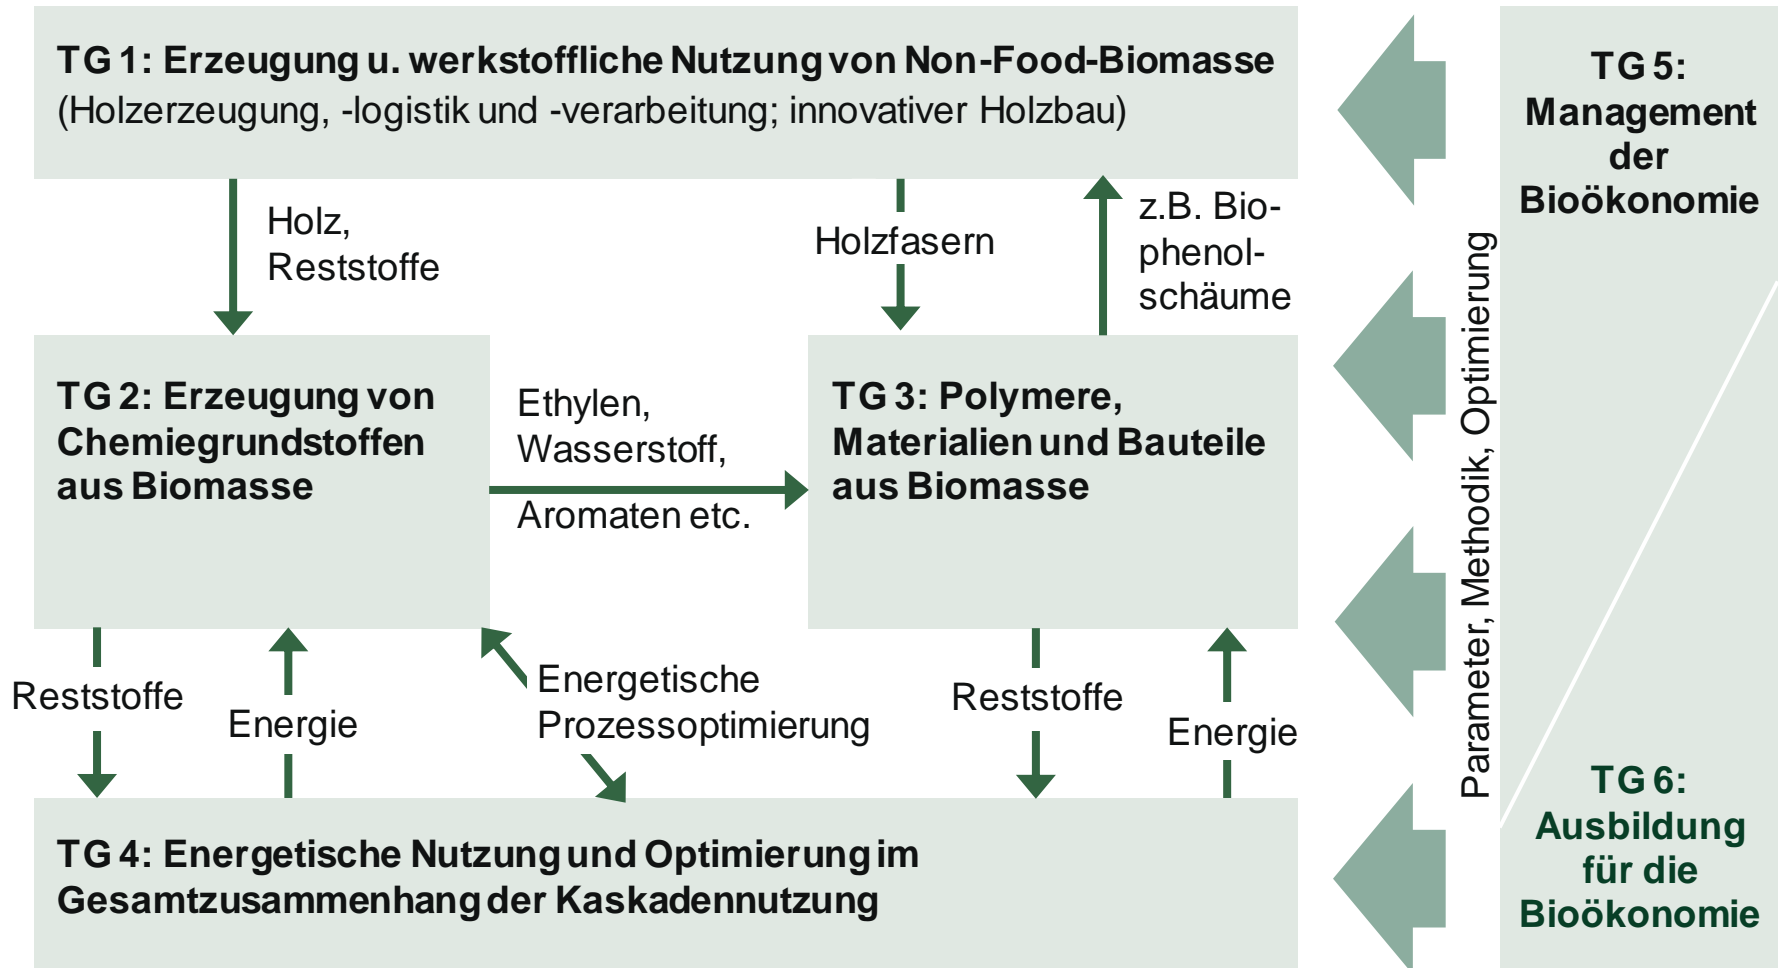 TG 1: Erzeugung u. werkstoffliche Nutzung von Non-Food-Biomasse
(Holzerzeugung, -logistik und -verarbeitung; innovativer Holzbau)
Holz,
Reststoffe
Holzfasern
z.B. Bio-
phenol-
schäume
TG 2: Erzeugung von
Chemiegrundstoffen
aus Biomasse
Ethylen,
Wasserstoff,
Aromaten etc.
TG 3: Polymere,
Materialien und Bauteile
aus Biomasse
Reststoffe
Energie
Energetische
Prozessoptimierung
Reststoffe
Energie
TG 4: Energetische Nutzung und Optimierung im
Gesamtzusammenhang der Kaskadennutzung
Parameter, Methodik, Optimierung
TG 5:
Management
der
Bioökonomie
TG 6:
Ausbildung
für die
Bioökonomie